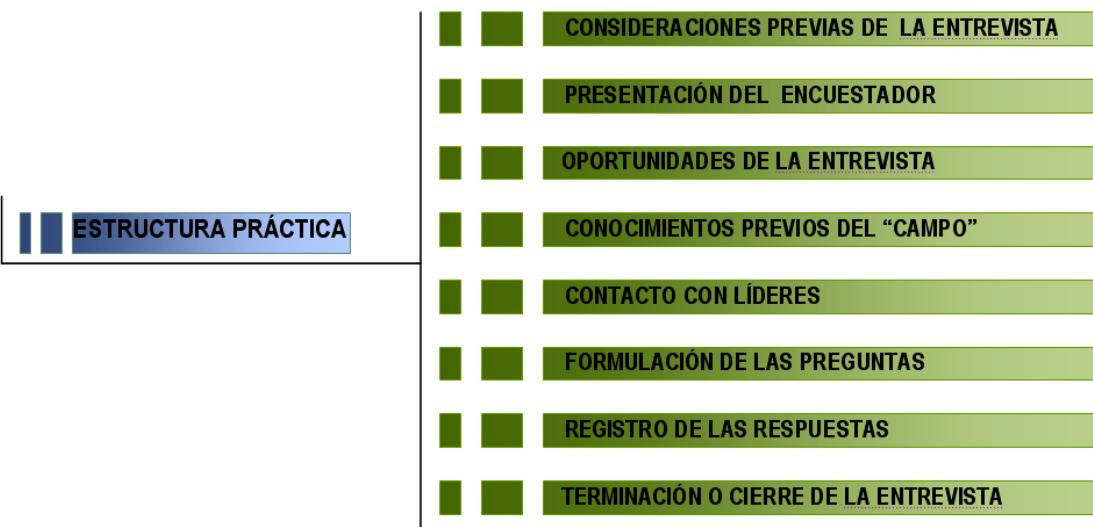 CONSIDERACIONES PREVIAS DE LA ENTREVISTA
PRESENTACIÓN DEL ENCUESTADOR
OPORTUNIDADES DE LA ENTREVISTA
ESTRUCTURA PRÁCTICA
CONOCIMIENTOS PREVIOS DEL “CAMPO”
CONTACTO CON LÍDERES
FORMULACIÓN DE LAS PREGUNTAS
REGISTRO DE LAS RESPUESTAS
TERMINACIÓN O CIERRE DE LA ENTREVISTA